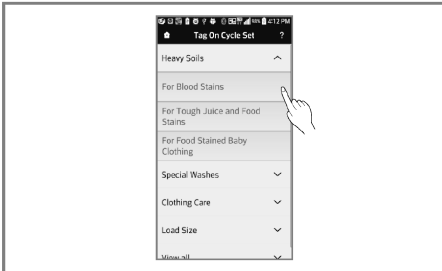 4:12 PM
Tag On Cycle Set ?
Heavy Soils
For Blood Stains
For Tough Juice and Food
Stains
For Food Stained Baby
Clothing
Special Washes
Clothing Care
Load Size
View all